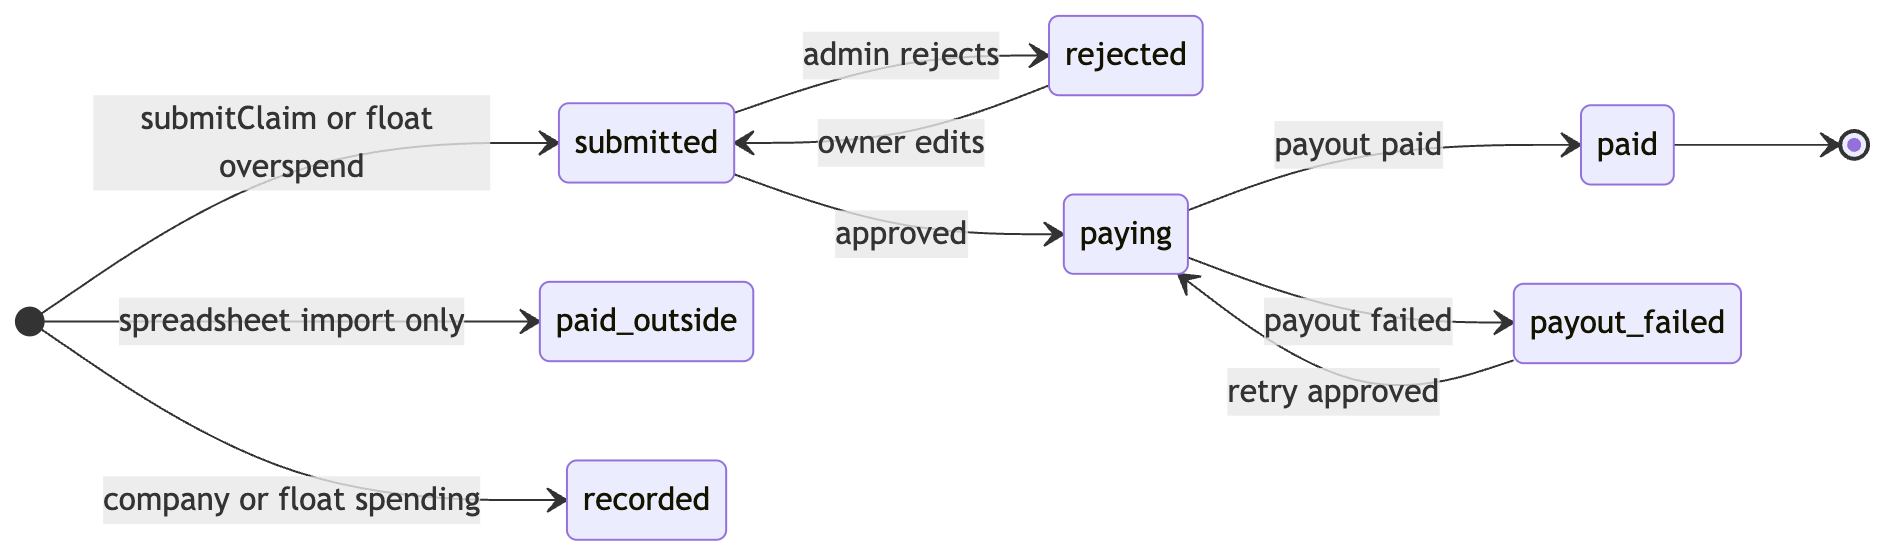 submitClaim or float
overspend
submitted
admin rejects
rejected
owner edits
approved
paying
payout paid
paid
payout failed
payout_failed
retry approved
spreadsheet import only
paid_outside
company or float spending
recorded